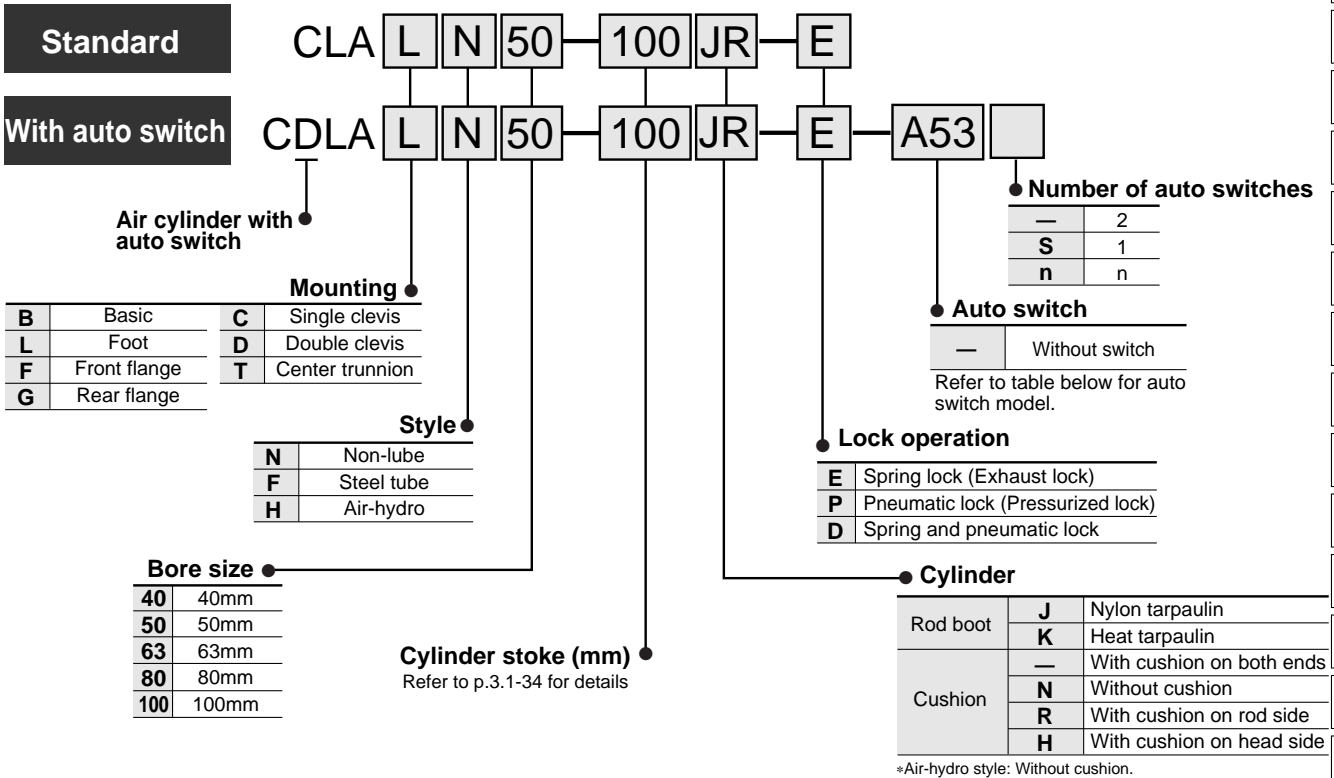 Standard CLA L N 50 — 100 JR — E
With auto switch CDLA L N 50 — 100 JR — E — A53
Air cylinder with
auto switch
Number of auto switches
— 2
S 1
n n
Auto switch
— Without switch
Refer to table below for auto
switch model.
Mounting
B Basic C Single clevis
L Foot D Double clevis
F Front flange T Center trunnion
G Rear flange
Style
N Non-lube
F Steel tube
H Air-hydro
Lock operation
E Spring lock (Exhaust lock)
P Pneumatic lock (Pressurized lock)
D Spring and pneumatic lock
Bore size
40 40mm
50 50mm
63 63mm
80 80mm
100 100mm
Cylinder stoke (mm)
Refer to p.3.1-34 for details
Cylinder
Rod boot J Nylon tarpaulin
K Heat tarpaulin
Cushion — With cushion on both ends
N Without cushion
R With cushion on rod side
H With cushion on head side
*Air-hydro style: Without cushion.